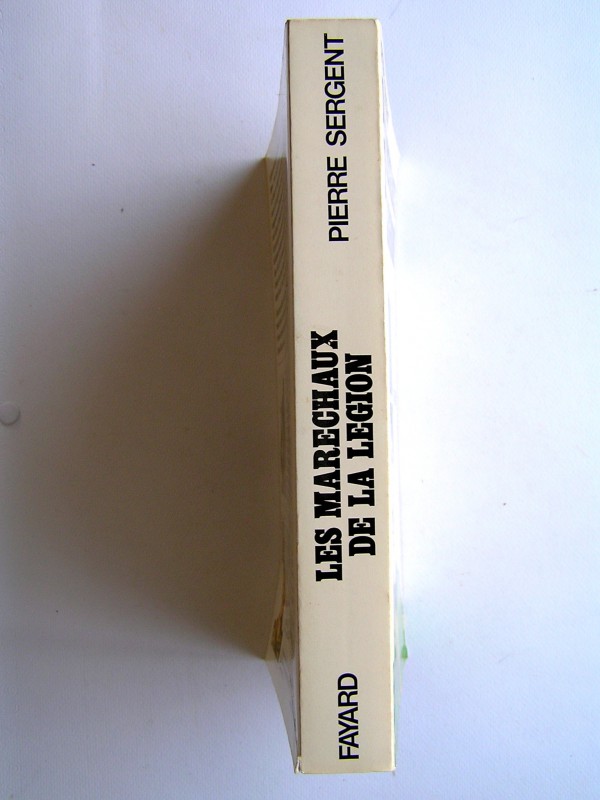 PIERRE SERGENT
LES MARECHAUX
DE LA LEGION
FAYARD